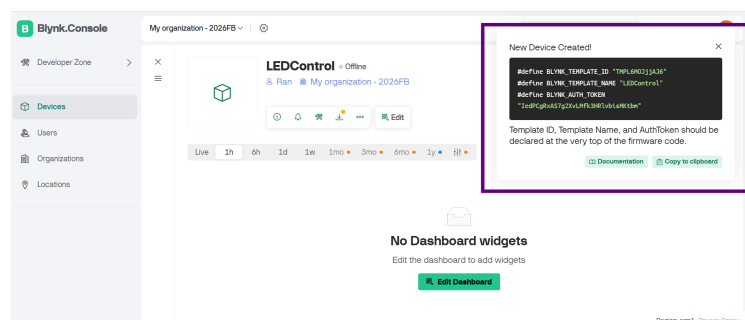 B Blynk.Console
My organization - 2026FB
Developer Zone
Devices
Users
Organizations
Locations
LEDControl Offline
Ran My organization - 2026FB
Edit
Live 1h 6h 1d 1w 1mo 3mo 6mo 1y
No Dashboard widgets
Edit the dashboard to add widgets
Edit Dashboard
New Device Created!
#define BLYNK_TEMPLATE_ID "TMPL6MOJjjAJ6"
#define BLYNK_TEMPLATE_NAME "LEDControl"
#define BLYNK_AUTH_TOKEN
"IedPCgRxAS7g2XvLMfk3HRlvbisMKtbm"
Template ID, Template Name, and AuthToken should be
declared at the very top of the firmware code.
Documentation Copy to clipboard
Privacy Policy